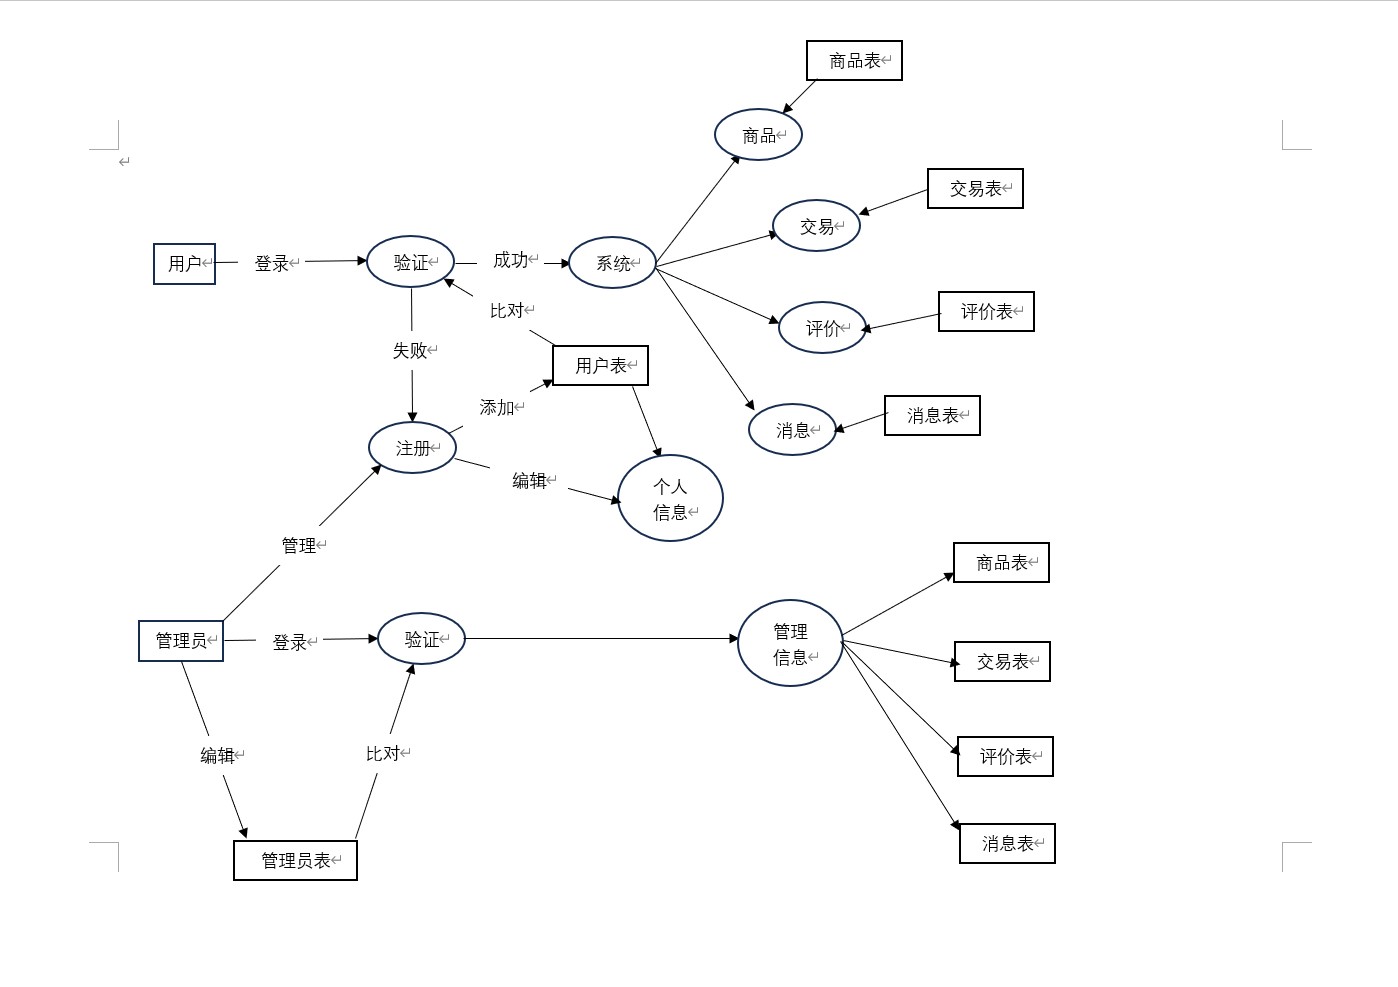 商品表
商品
交易表
交易
用户
登录
验证
成功
系统
比对
评价表
评价
失败
用户表
添加
消息表
消息
注册
编辑
个人
信息
管理
商品表
管理员
登录
验证
管理
信息
交易表
编辑
比对
评价表
管理员表
消息表